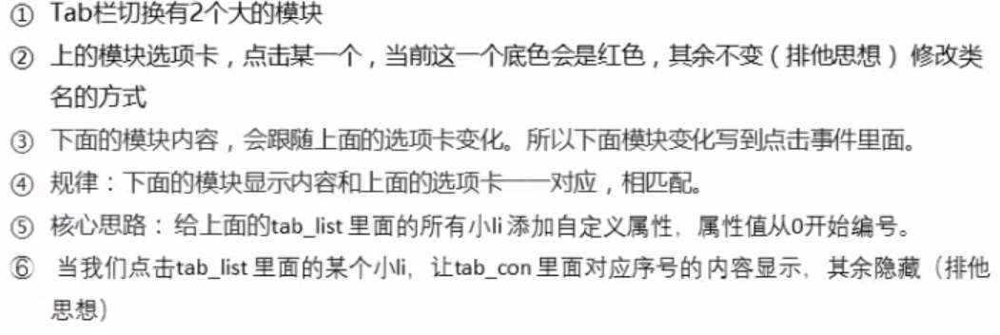 ① Tab栏切换有2个大的模块
② 上的模块选项卡，点击某一个，当前这一个底色会是红色，其余不变（排他思想） 修改类
名的方式
③ 下面的模块内容，会跟随上面的选项卡变化。所以下面模块变化写到点击事件里面。
④ 规律：下面的模块显示内容和上面的选项卡一一对应，相匹配。
⑤ 核心思路：给上面的tab_list 里面的所有小li 添加自定义属性，属性值从0开始编号。
⑥ 当我们点击tab_list 里面的某个小li，让tab_con 里面对应序号的 内容显示，其余隐藏（排他
思想）